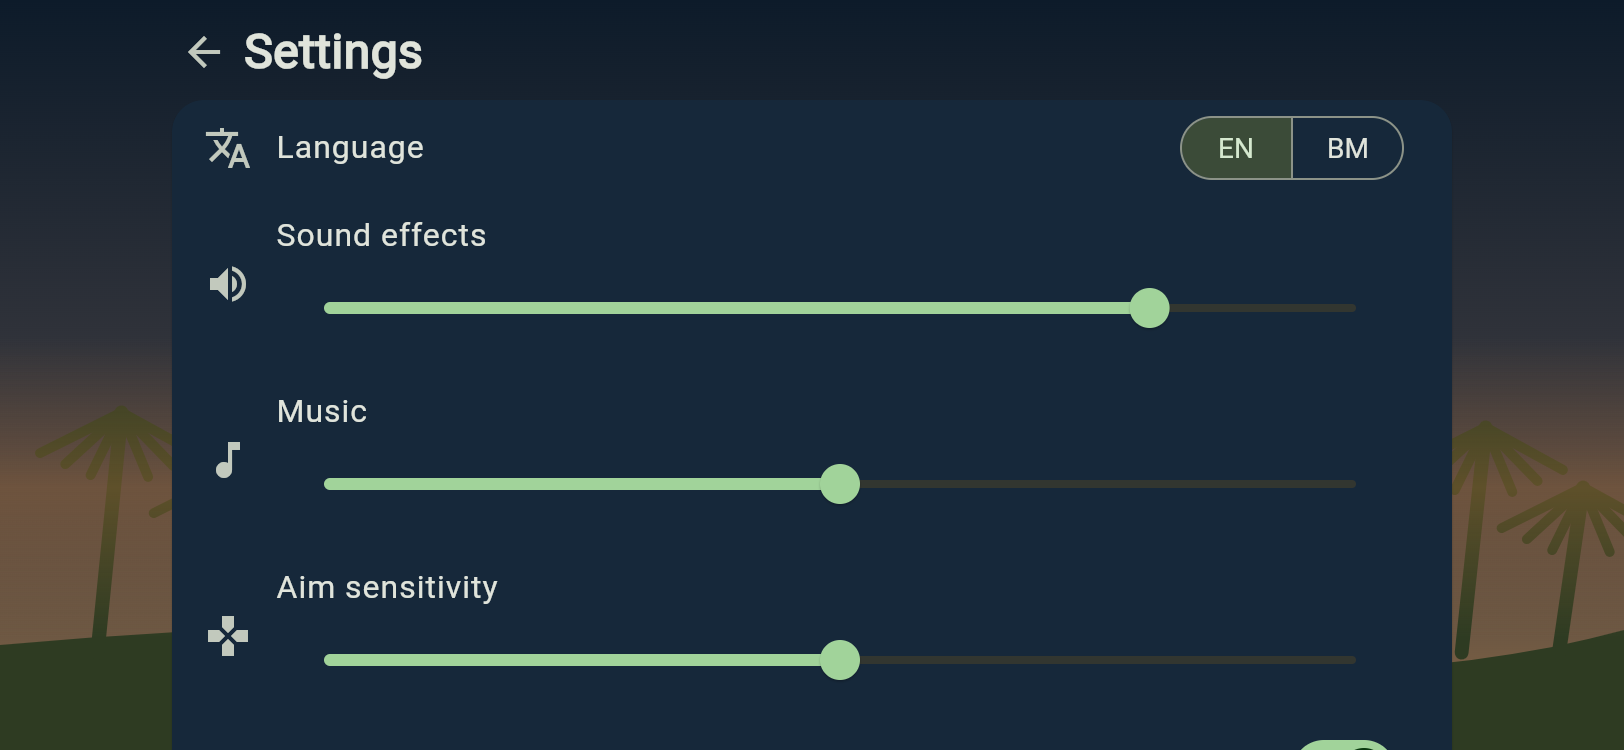 Settings
Language
EN
BM
Sound effects
Music
Aim sensitivity